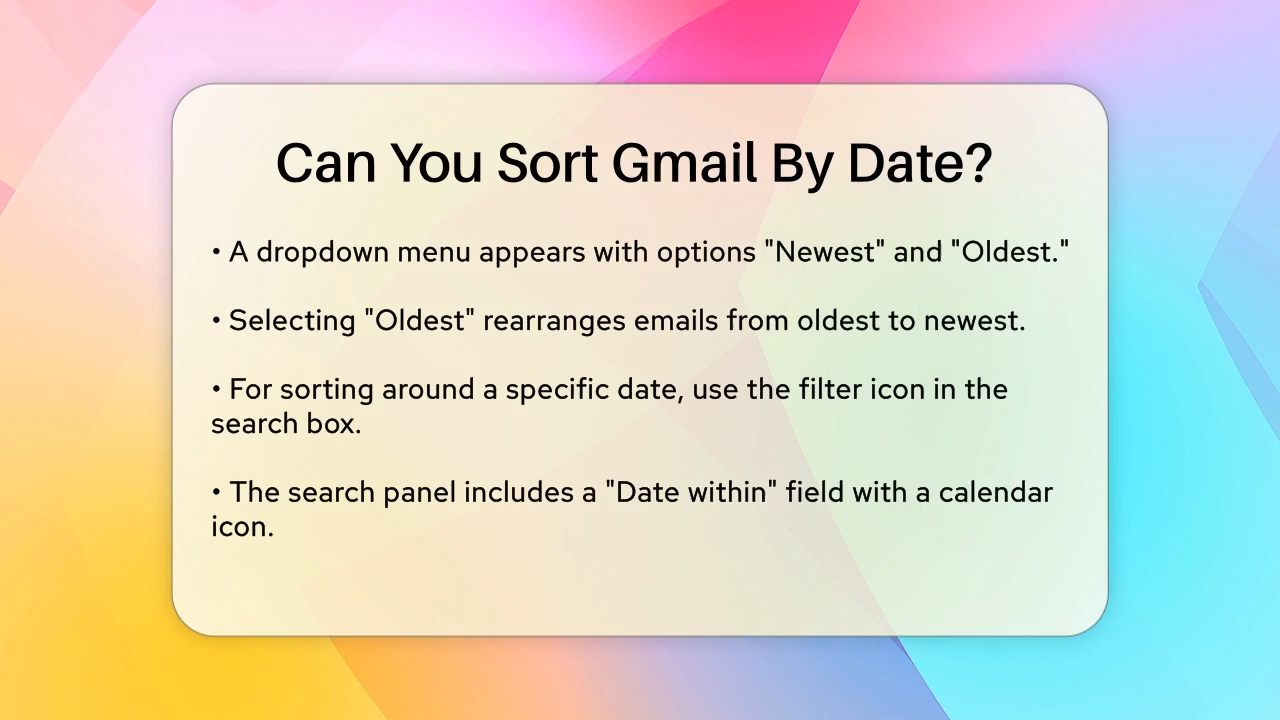 Can You Sort Gmail By Date?
• A dropdown menu appears with options "Newest" and "Oldest."
• Selecting "Oldest" rearranges emails from oldest to newest.
• For sorting around a specific date, use the filter icon in the
search box.
• The search panel includes a "Date within" field with a calendar
icon.